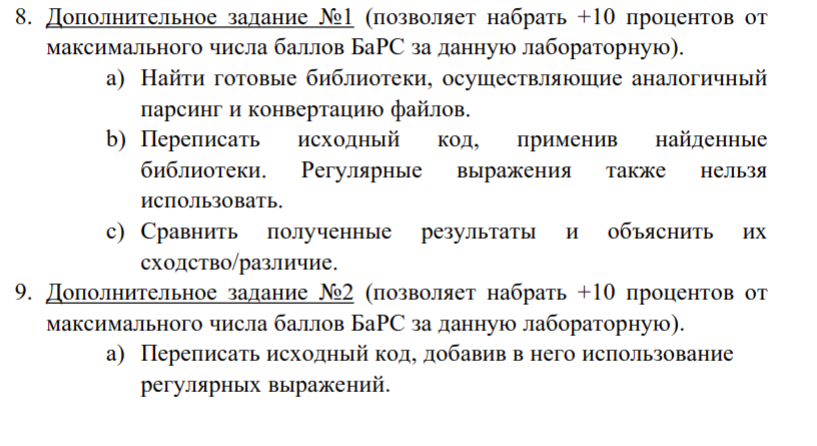 8. Дополнительное задание №1 (позволяет набрать +10 процентов от
максимального числа баллов БаРС за данную лабораторную).
a) Найти готовые библиотеки, осуществляющие аналогичный
парсинг и конвертацию файлов.
b) Переписать исходный код, применив найденные
библиотеки. Регулярные выражения также нельзя
использовать.
c) Сравнить полученные результаты и объяснить их
сходство/различие.
9. Дополнительное задание №2 (позволяет набрать +10 процентов от
максимального числа баллов БаРС за данную лабораторную).
a) Переписать исходный код, добавив в него использование
регулярных выражений.